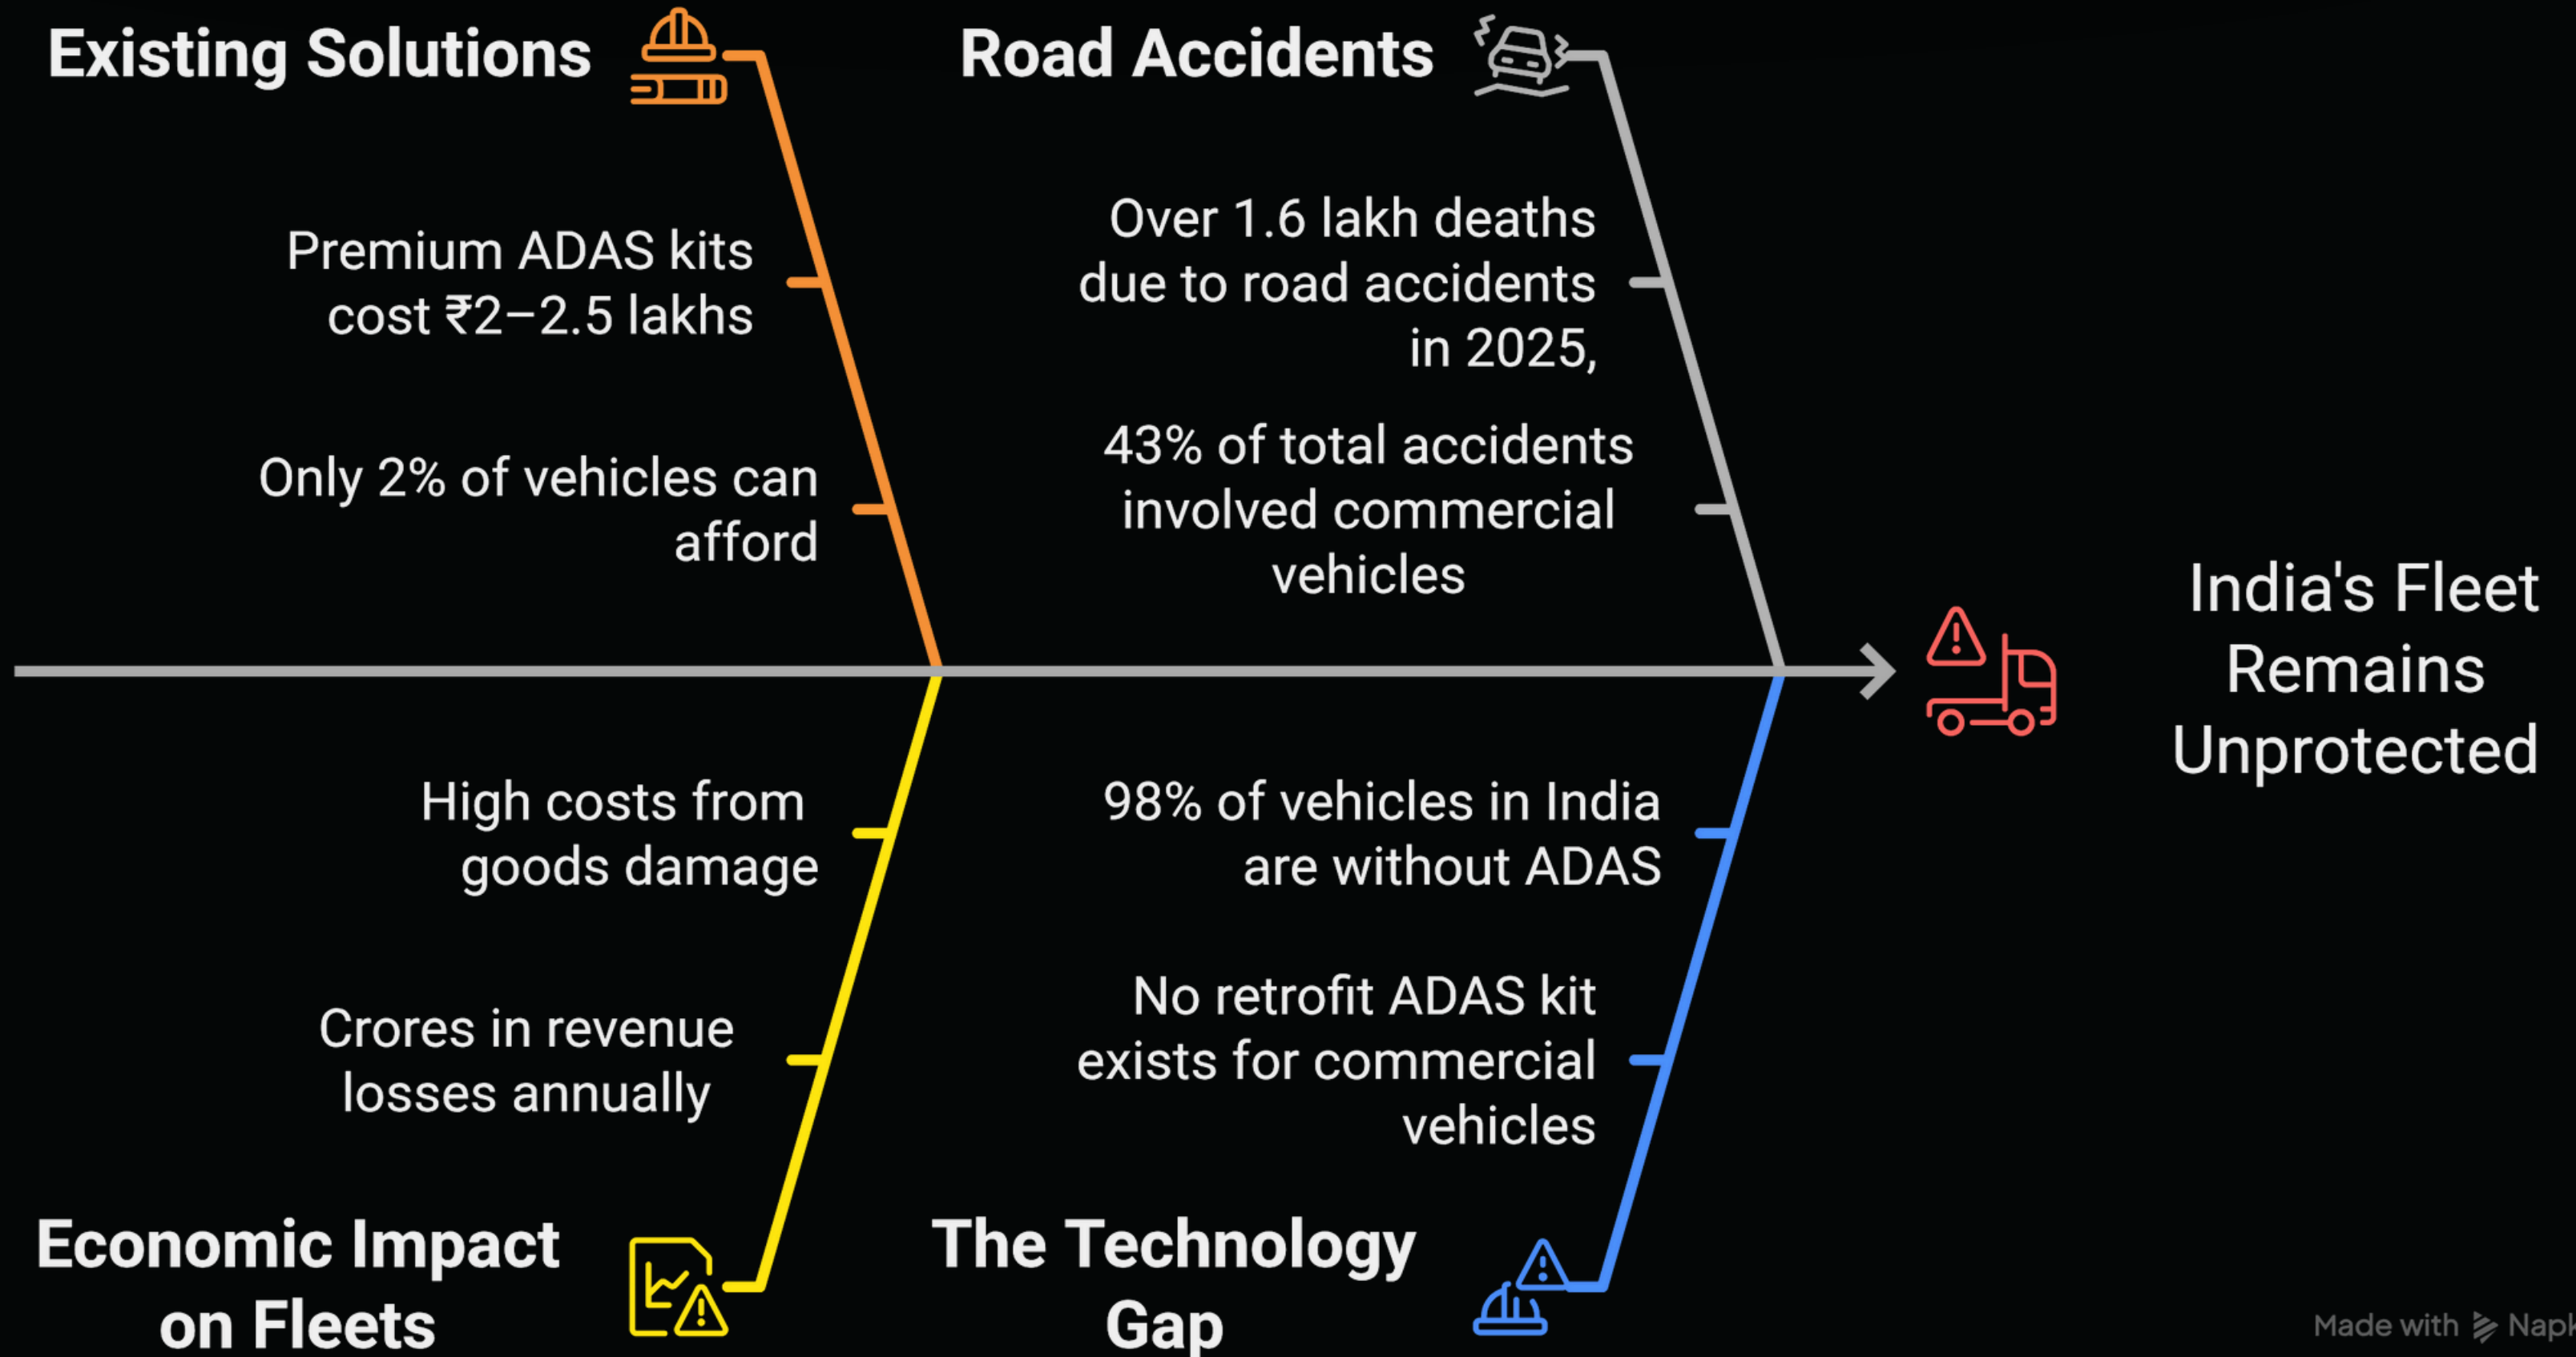 Existing Solutions
Premium ADAS kits
cost ₹2–2.5 lakhs
Only 2% of vehicles can
afford
Road Accidents
Over 1.6 lakh deaths
due to road accidents
in 2025,
43% of total accidents
involved commercial
vehicles
India's Fleet
Remains
Unprotected
High costs from
goods damage
Crores in revenue
losses annually
Economic Impact
on Fleets
98% of vehicles in India
are without ADAS
No retrofit ADAS kit
exists for commercial
vehicles
The Technology
Gap
Made with